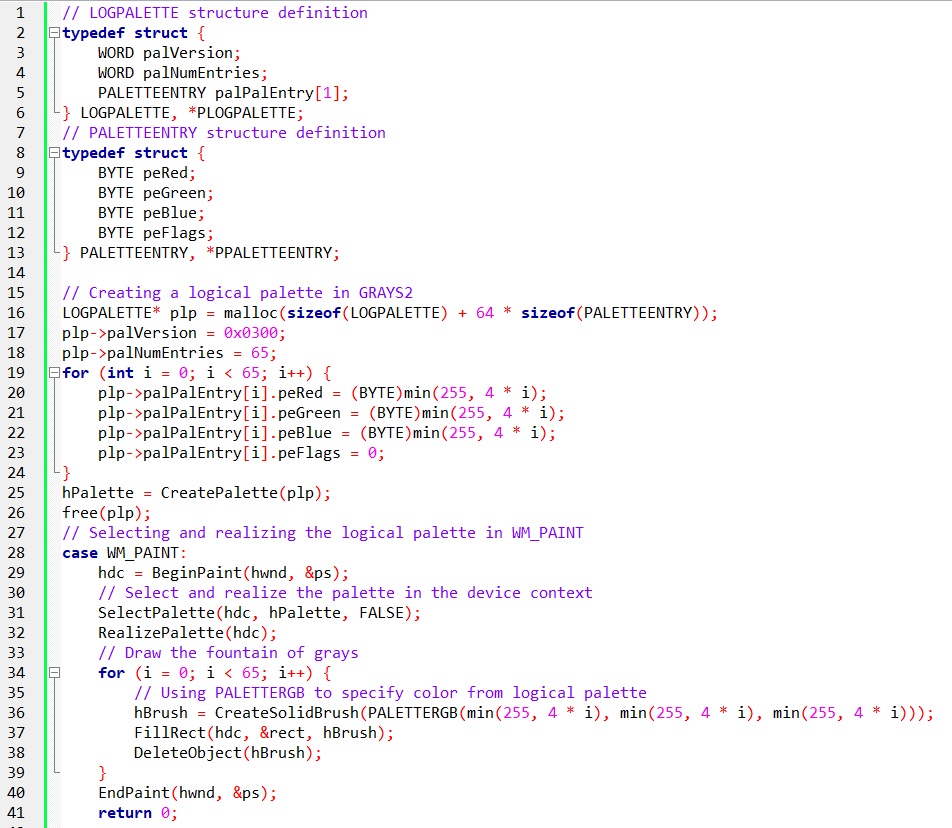 1 // LOGPALETTE structure definition
2 typedef struct {
3     WORD palVersion;
4     WORD palNumEntries;
5     PALETTEENTRY palPalEntry[1];
6 } LOGPALETTE, *PLOGPALETTE;
7 // PALETTEENTRY structure definition
8 typedef struct {
9     BYTE peRed;
10     BYTE peGreen;
11     BYTE peBlue;
12     BYTE peFlags;
13 } PALETTEENTRY, *PPALETTEENTRY;
14
15 // Creating a logical palette in GRAYS2
16 LOGPALETTE* plp = malloc(sizeof(LOGPALETTE) + 64 * sizeof(PALETTEENTRY));
17 plp->palVersion = 0x0300;
18 plp->palNumEntries = 65;
19 for (int i = 0; i < 65; i++) {
20     plp->palPalEntry[i].peRed = (BYTE)min(255, 4 * i);
21     plp->palPalEntry[i].peGreen = (BYTE)min(255, 4 * i);
22     plp->palPalEntry[i].peBlue = (BYTE)min(255, 4 * i);
23     plp->palPalEntry[i].peFlags = 0;
24 }
25 hPalette = CreatePalette(plp);
26 free(plp);
27 // Selecting and realizing the logical palette in WM_PAINT
28 case WM_PAINT:
29     hdc = BeginPaint(hwnd, &ps);
30     // Select and realize the palette in the device context
31     SelectPalette(hdc, hPalette, FALSE);
32     RealizePalette(hdc);
33     // Draw the fountain of grays
34     for (i = 0; i < 65; i++) {
35         // Using PALETTERGB to specify color from logical palette
36         hBrush = CreateSolidBrush(PALETTERGB(min(255, 4 * i), min(255, 4 * i), min(255, 4 * i)));
37         FillRect(hdc, &rect, hBrush);
38         DeleteObject(hBrush);
39     }
40     EndPaint(hwnd, &ps);
41     return 0;